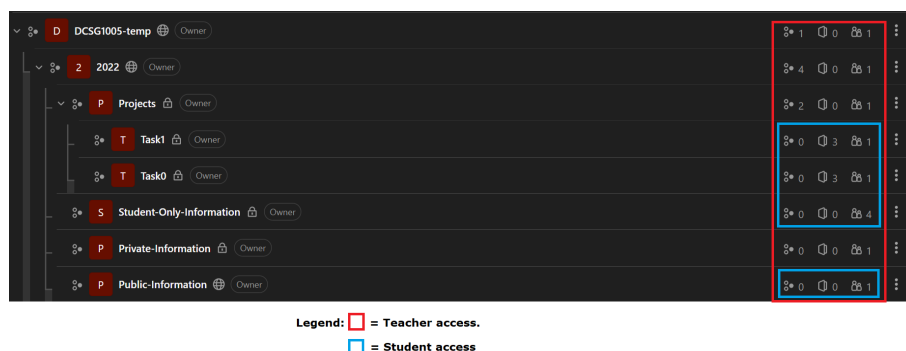 D DCSG1005-temp Owner 1 0 1
2 2022 Owner 4 0 1
P Projects Owner 2 0 1
T Task1 Owner 0 3 1
T Task0 Owner 0 3 1
S Student-Only-Information Owner 0 0 4
P Private-Information Owner 0 0 1
P Public-Information Owner 0 0 1
Legend: = Teacher access.
= Student access